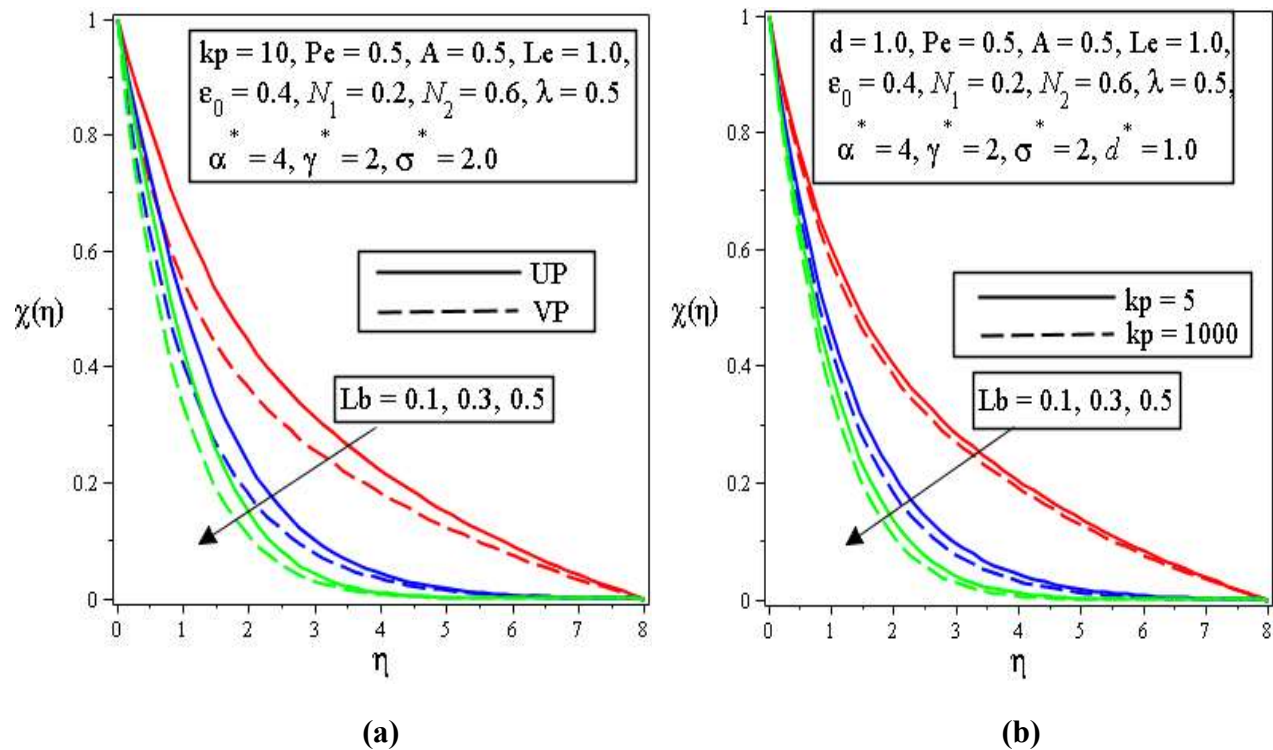 kp = 10, Pe = 0.5, A = 0.5, Le = 1.0,
ε0 = 0.4, N1 = 0.2, N2 = 0.6, λ = 0.5
α* = 4, γ* = 2, σ* = 2.0
UP
VP
Lb = 0.1, 0.3, 0.5
χ(η)
1
0.8
0.6
0.4
0.2
0
0 1 2 3 4 5 6 7 8
η
(a)
d = 1.0, Pe = 0.5, A = 0.5, Le = 1.0,
ε0 = 0.4, N1 = 0.2, N2 = 0.6, λ = 0.5,
α* = 4, γ* = 2, σ* = 2, d* = 1.0
kp = 5
kp = 1000
Lb = 0.1, 0.3, 0.5
χ(η)
1
0.8
0.6
0.4
0.2
0
0 1 2 3 4 5 6 7 8
η
(b)